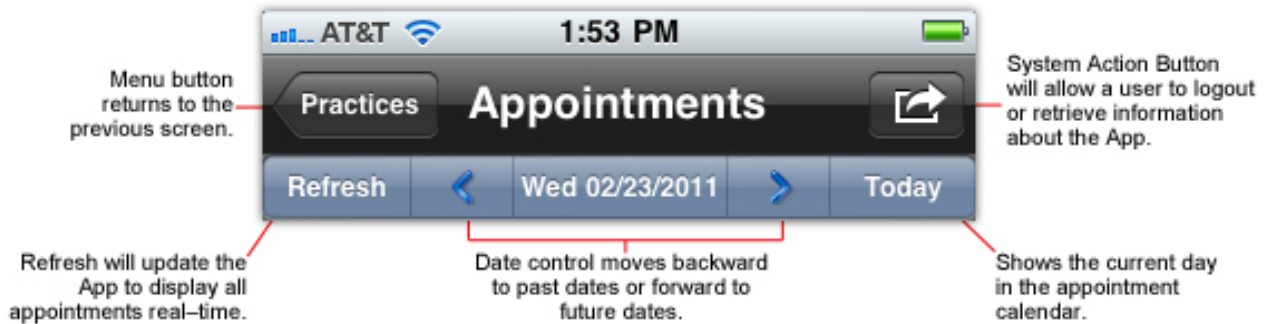 AT&T
1:53 PM
Menu button
returns to the
previous screen.
Practices
Appointments
System Action Button
will allow a user to logout
or retrieve information
about the App.
Refresh
Wed 02/23/2011
Today
Refresh will update the
App to display all
appointments real–time.
Date control moves backward
to past dates or forward to
future dates.
Shows the current day
in the appointment
calendar.